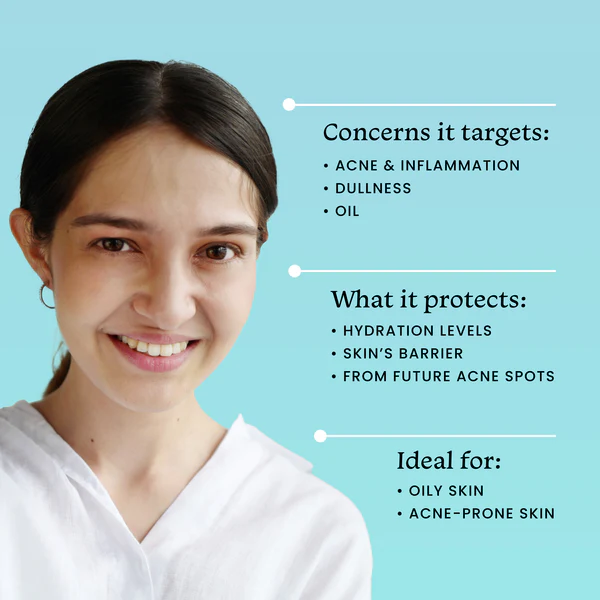 Concerns it targets:
• ACNE & INFLAMMATION
• DULLNESS
• OIL
What it protects:
• HYDRATION LEVELS
• SKIN'S BARRIER
• FROM FUTURE ACNE SPOTS
Ideal for:
• OILY SKIN
• ACNE-PRONE SKIN